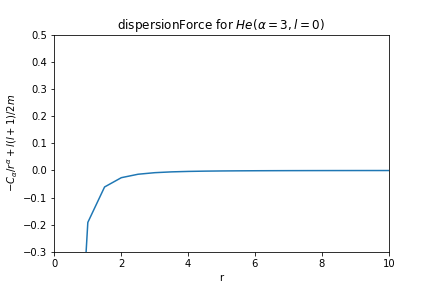 dispersionForce for He(α = 3, l = 0)
−C_α/r^α + l(l + 1)/2m
0.5
0.4
0.3
0.2
0.1
0.0
−0.1
−0.2
−0.3
0 2 4 6 8 10
r